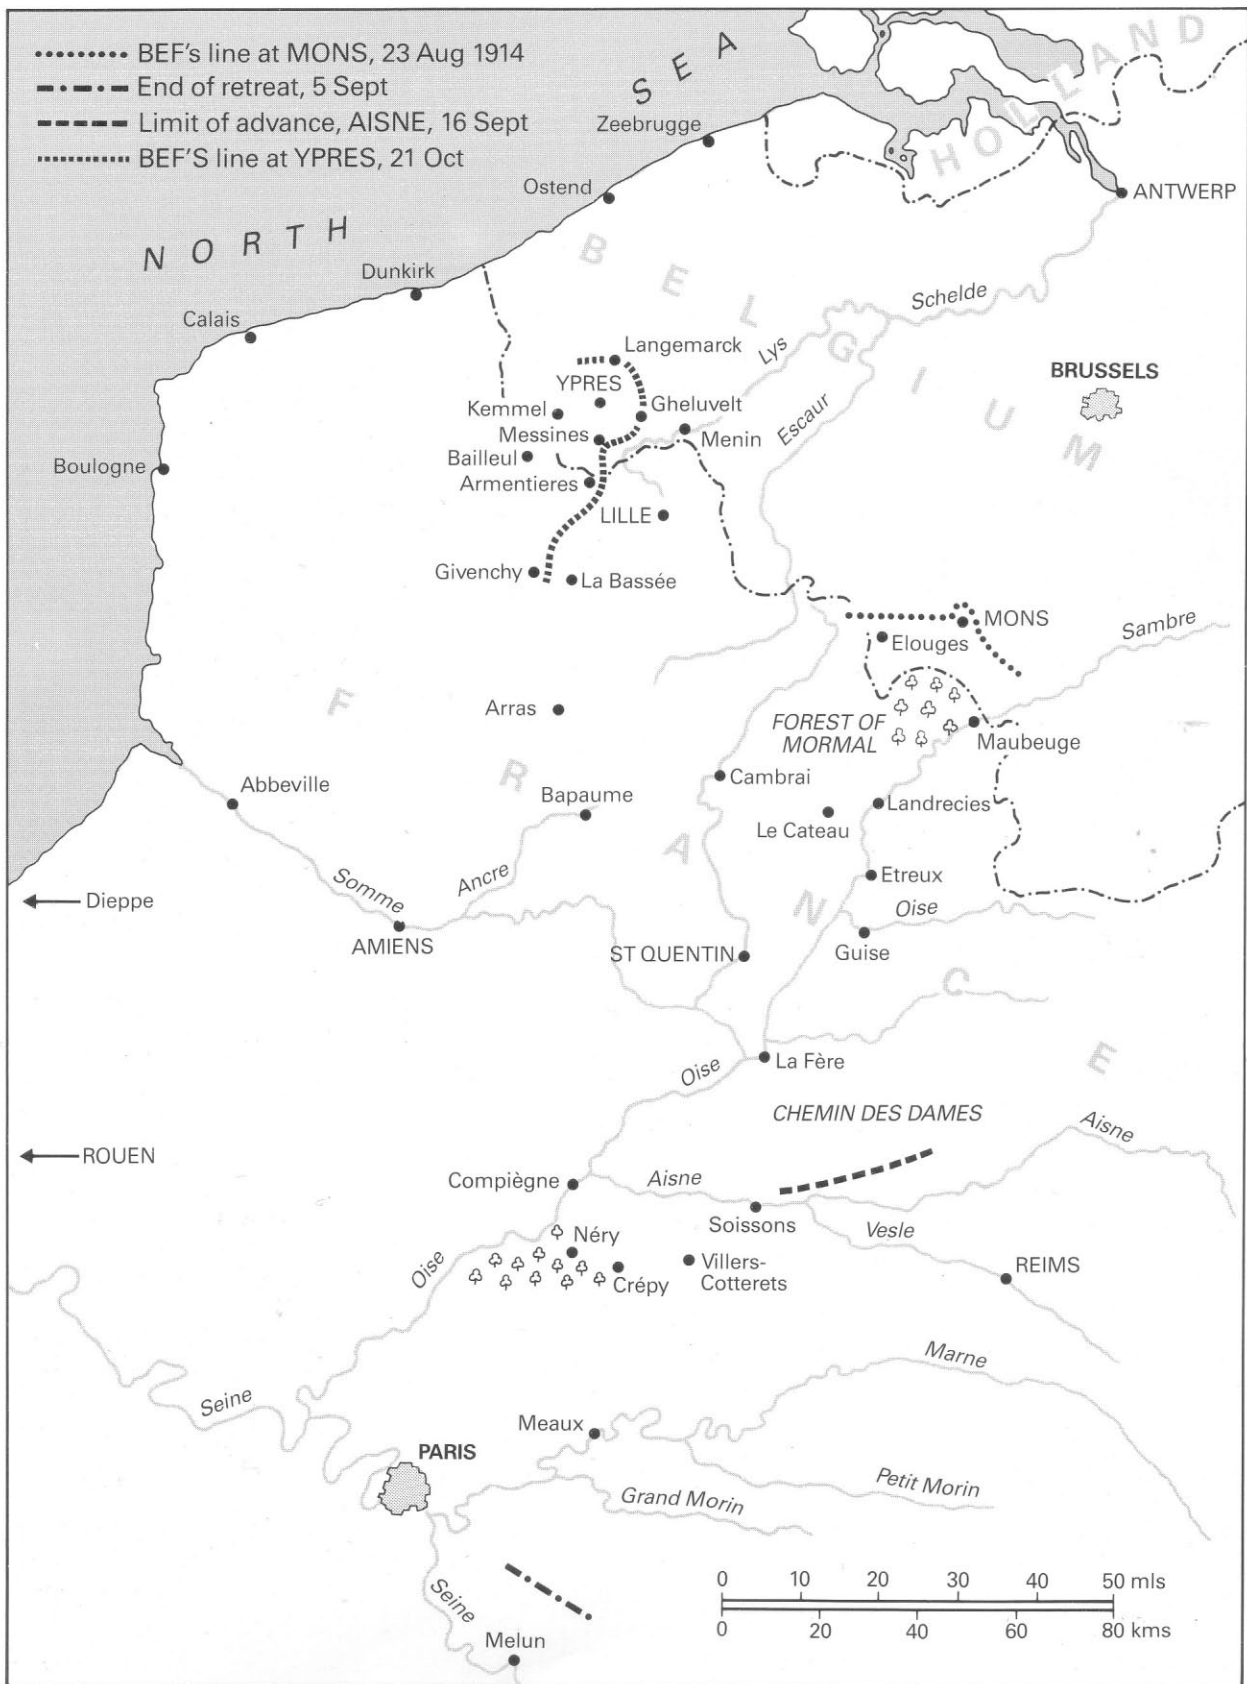 BEF's line at MONS, 23 Aug 1914
End of retreat, 5 Sept
Limit of advance, AISNE, 16 Sept
BEF'S line at YPRES, 21 Oct
NORTH SEA
HOLLAND
Zeebrugge
Ostend
ANTWERP
BELGIUM
Dunkirk
Schelde
Calais
Langemarck
Lys
YPRES
BRUSSELS
Kemmel
Gheluvelt
Messines
Menin
Escaur
Bailleul
Boulogne
Armentieres
LILLE
Givenchy
La Bassée
MONS
Sambre
Elouges
FRANCE
Arras
FOREST OF
MORMAL
Maubeuge
Cambrai
Abbeville
Bapaume
Landrecies
Le Cateau
Somme
Ancre
Etreux
Dieppe
Oise
AMIENS
ST QUENTIN
Guise
Oise
La Fère
CHEMIN DES DAMES
Aisne
ROUEN
Compiègne
Aisne
Soissons
Vesle
Néry
Oise
Crépy
Villers-
Cotterets
REIMS
Marne
Seine
Meaux
PARIS
Petit Morin
Grand Morin
Seine
Melun
0 10 20 30 40 50 mls
0 20 40 60 80 kms